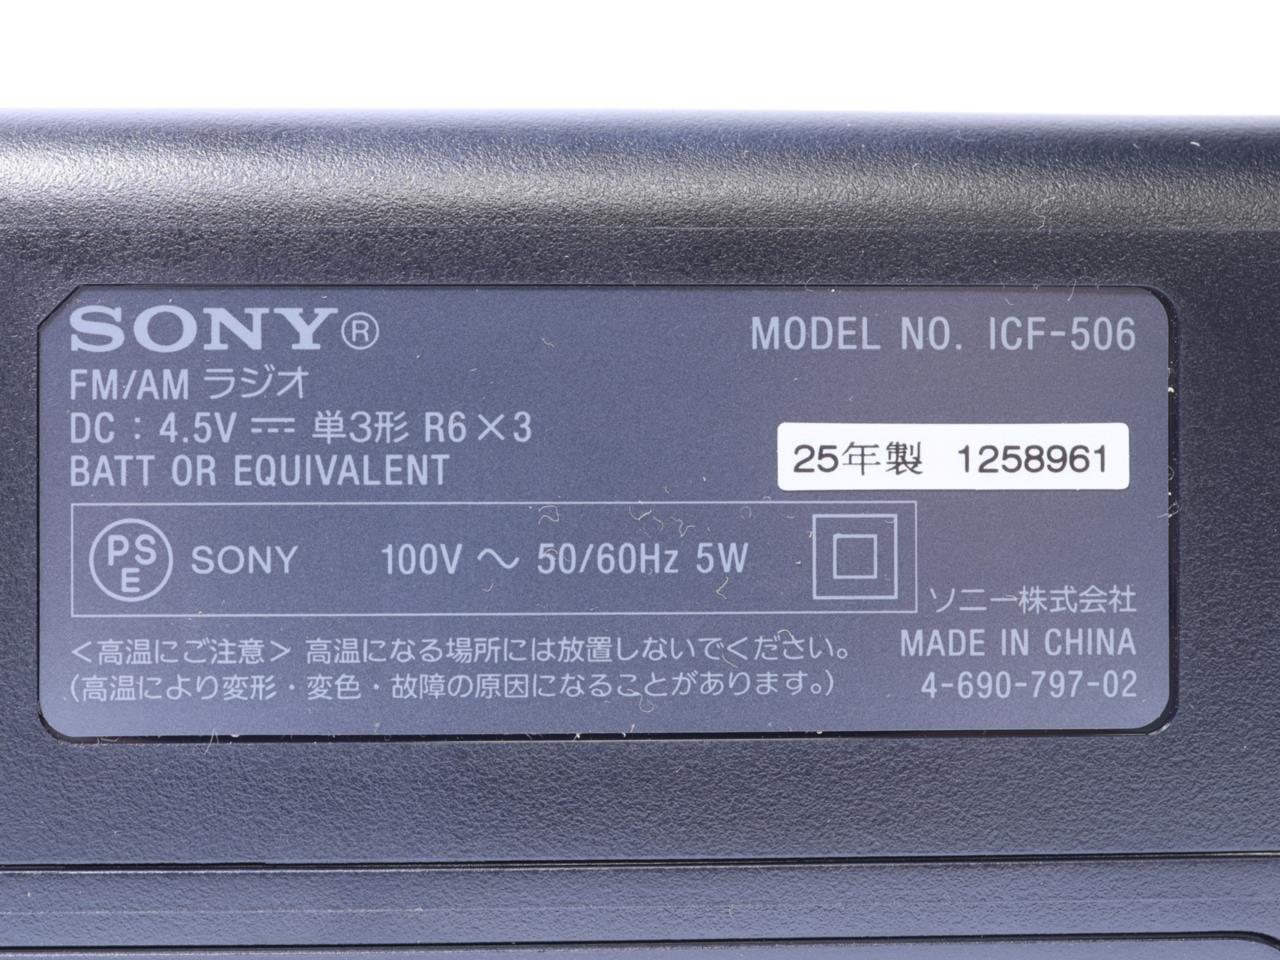 SONY®
MODEL NO. ICF-506
FM/AM ラジオ
DC : 4.5V ⎓ 単3形 R6×3
BATT OR EQUIVALENT
25年製 1258961
PSE SONY 100V ～ 50/60Hz 5W
ソニー株式会社
<高温にご注意> 高温になる場所には放置しないでください。
MADE IN CHINA
(高温により変形・変色・故障の原因になることがあります。)
4-690-797-02